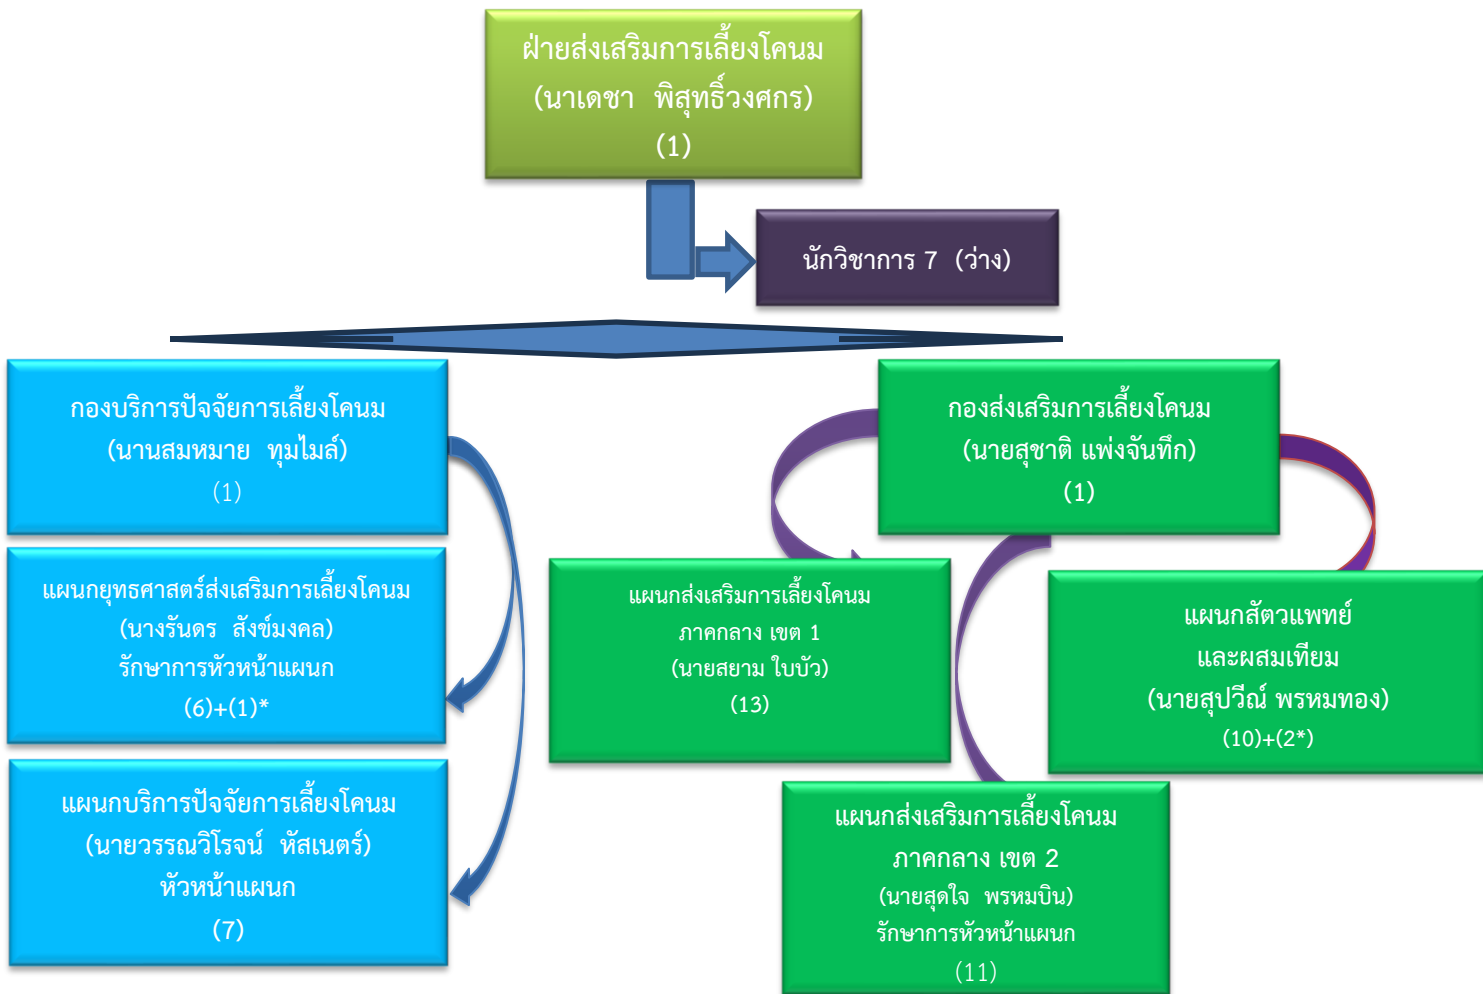 ฝ่ายส่งเสริมการเลี้ยงโคนม
(นาเดชา พิสุทธิ์วงศกร)
(1)
นักวิชาการ 7 (ว่าง)
กองบริการปัจจัยการเลี้ยงโคนม
(นานสมหมาย ทุมไมล์)
(1)
แผนกยุทธศาสตร์ส่งเสริมการเลี้ยงโคนม
(นางรันดร สังข์มงคล)
รักษาการหัวหน้าแผนก
(6)+(1)*
แผนกบริการปัจจัยการเลี้ยงโคนม
(นายวรรณวิโรจน์ หัสเนตร์)
หัวหน้าแผนก
(7)
กองส่งเสริมการเลี้ยงโคนม
(นายสุชาติ แพ่งจันทึก)
(1)
แผนกส่งเสริมการเลี้ยงโคนม
ภาคกลาง เขต 1
(นายสยาม ใบบัว)
(13)
แผนกสัตวแพทย์
และผสมเทียม
(นายสุปวีณ์ พรหมทอง)
(10)+(2*)
แผนกส่งเสริมการเลี้ยงโคนม
ภาคกลาง เขต 2
(นายสุดใจ พรหมบิน)
รักษาการหัวหน้าแผนก
(11)